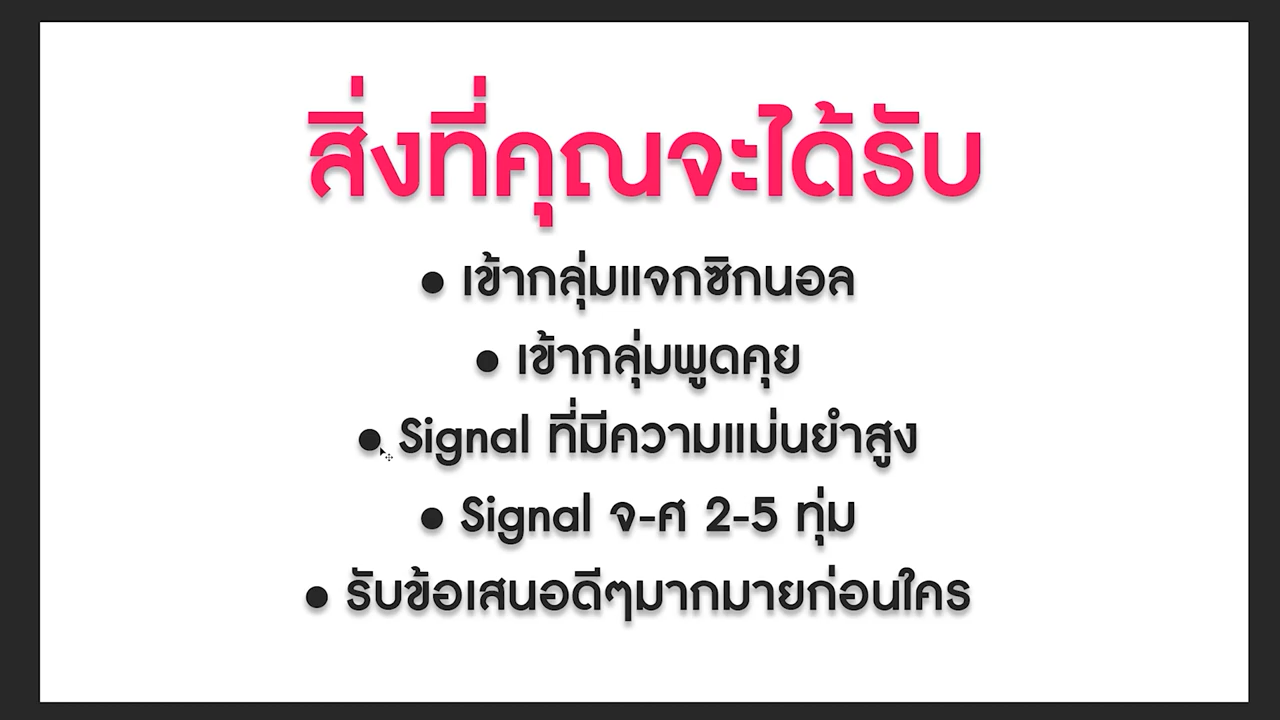 สิ่งที่คุณจะได้รับ
• เข้ากลุ่มแจกซิกนอล
• เข้ากลุ่มพูดคุย
• Signal ที่มีความแม่นยำสูง
• Signal จ-ศ 2-5 ทุ่ม
• รับข้อเสนอดีๆมากมายก่อนใคร